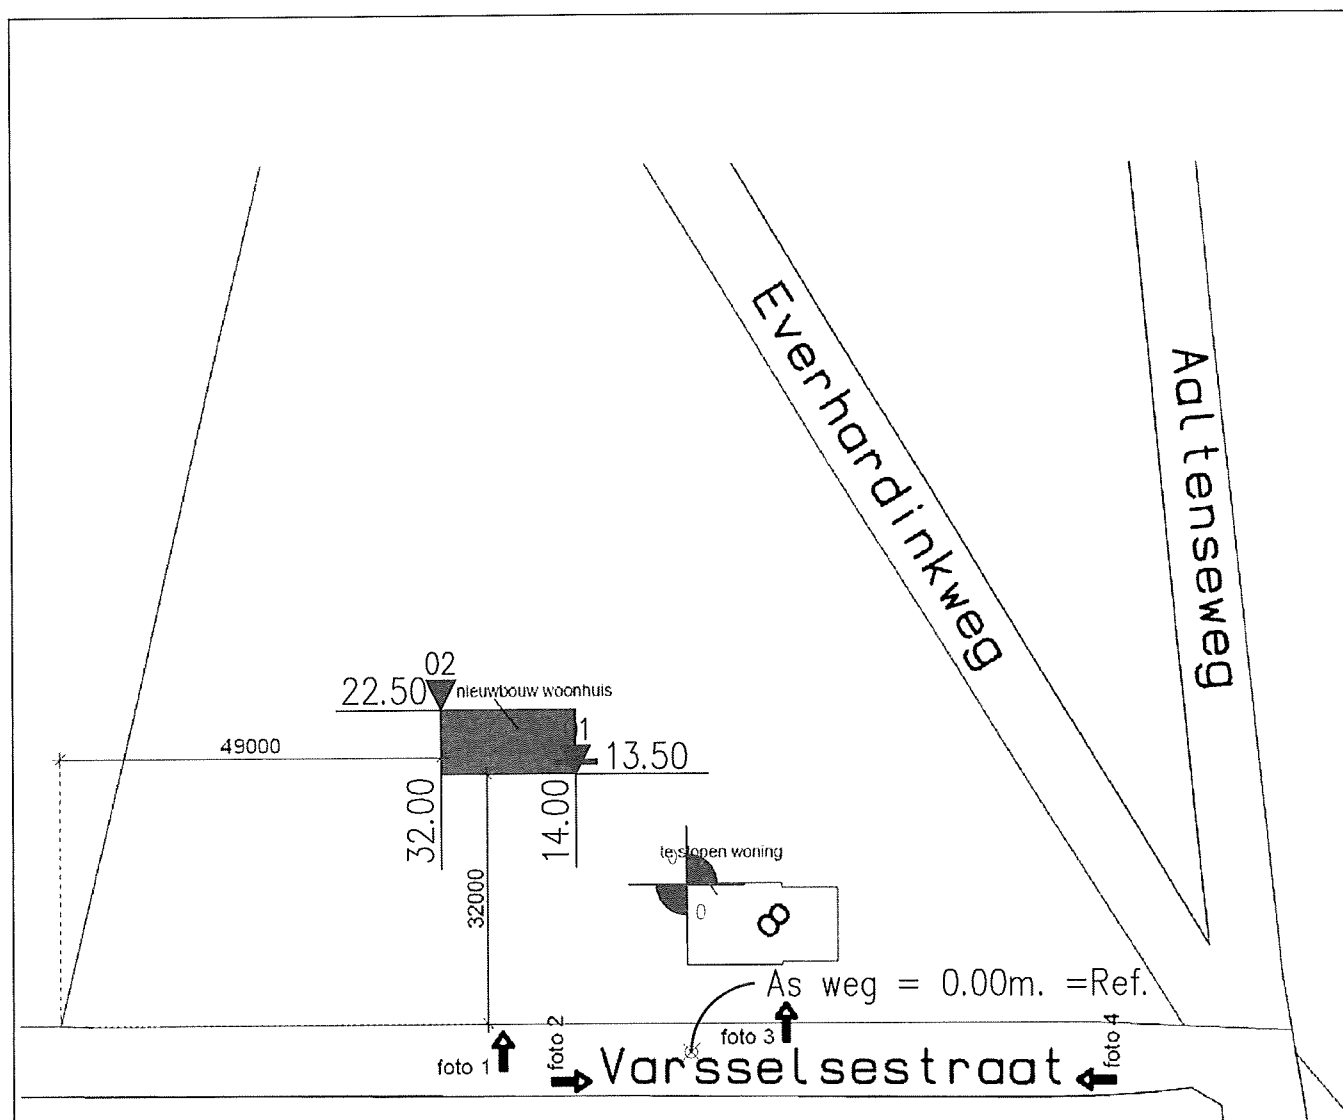 Everhardinkweg
Aaltenseweg
02
22.50
nieuwbouw woonhuis
1
13.50
49000
32.00
14.00
32000
te slopen woning
0
0
8
As weg = 0.00m. =Ref.
foto 1
foto 2
foto 3
foto 4
Varsselsestraat